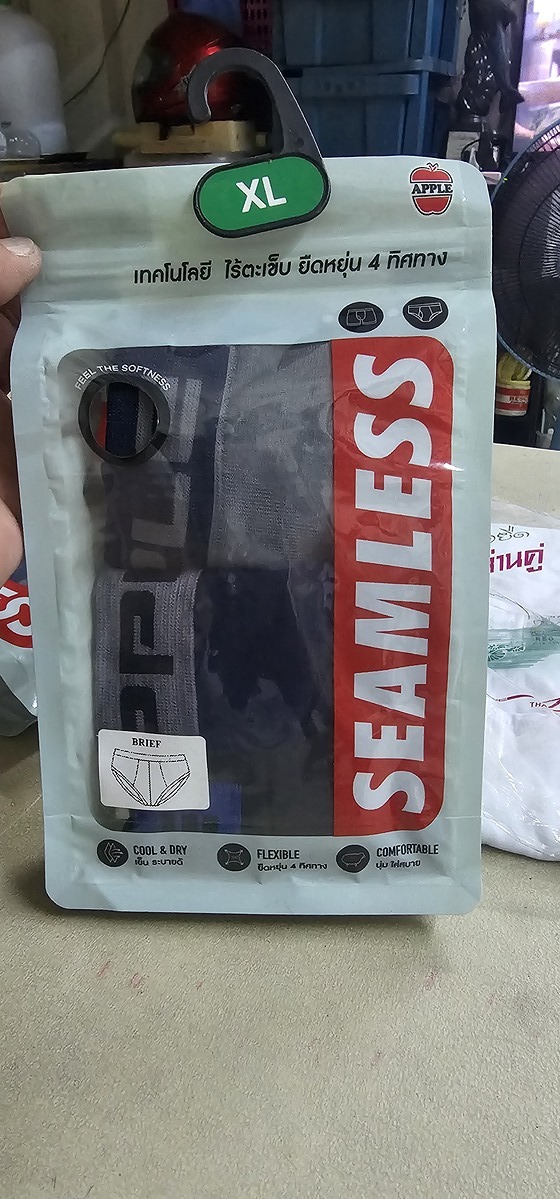 XL
APPLE
เทคโนโลยี ไร้ตะเข็บ ยืดหยุ่น 4 ทิศทาง
FEEL THE SOFTNESS
SEAMLESS
BRIEF
COOL & DRY
เย็น ระบายดี
FLEXIBLE
ยืดหยุ่น 4 ทิศทาง
COMFORTABLE
นุ่ม ใส่สบาย